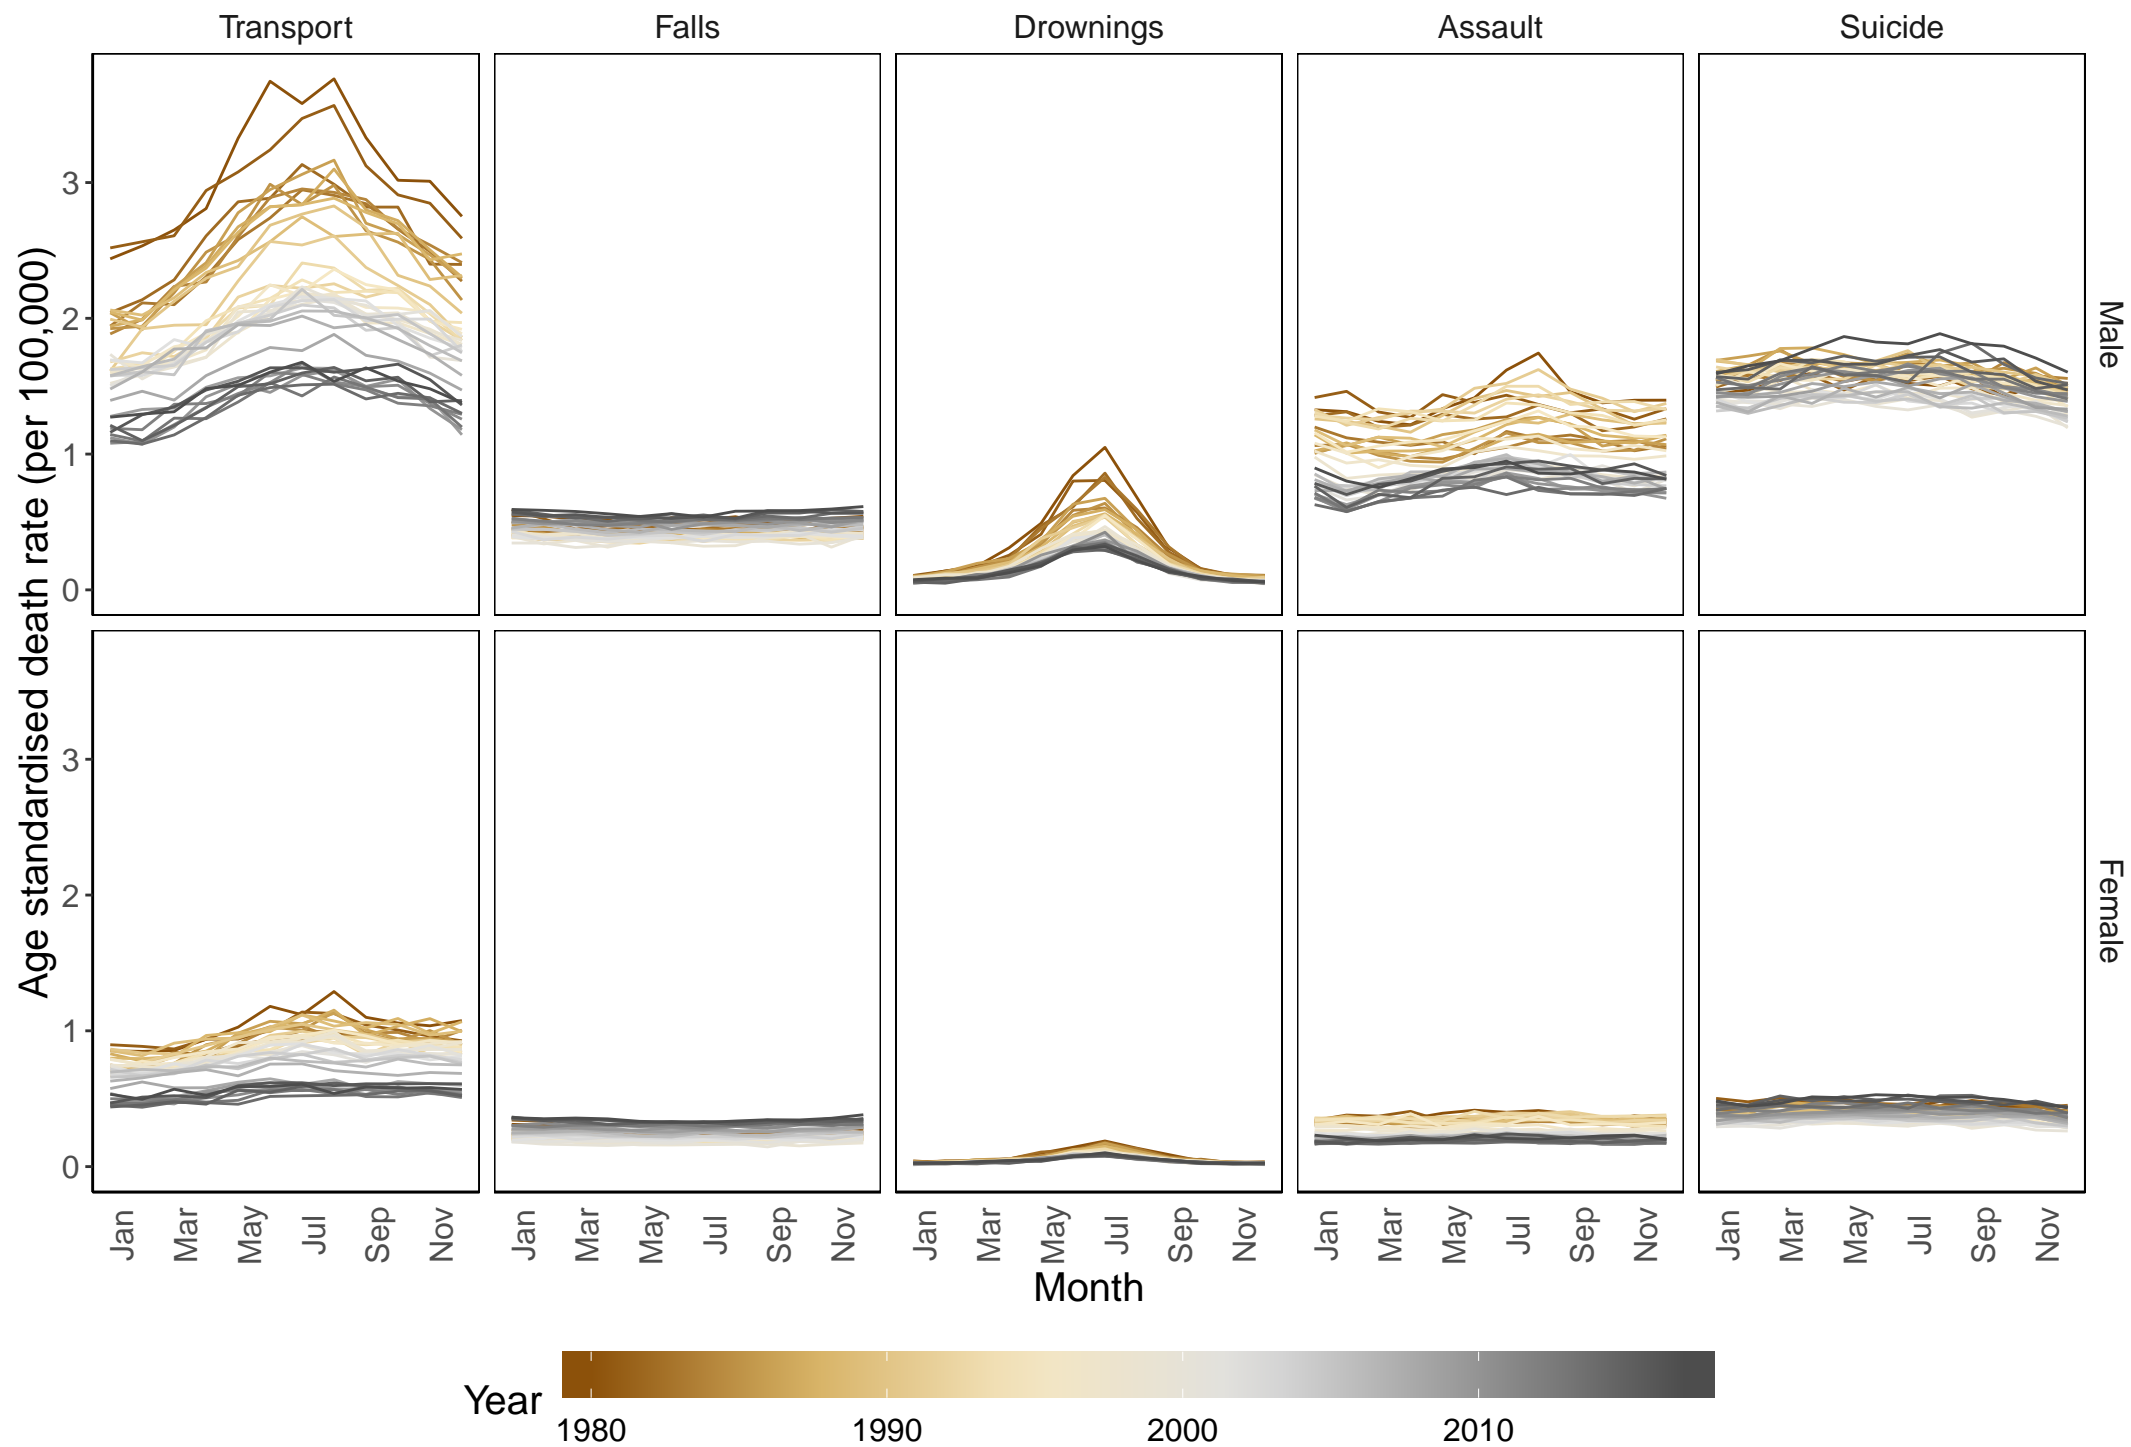 Transport Falls Drownings Assault Suicide
Age standardised death rate (per 100,000)
3
2
1
0
Male
3
2
1
0
Female
Jan Mar May Jul Sep Nov Jan Mar May Jul Sep Nov Jan Mar May Jul Sep Nov Jan Mar May Jul Sep Nov Jan Mar May Jul Sep Nov
Month
Year
1980 1990 2000 2010